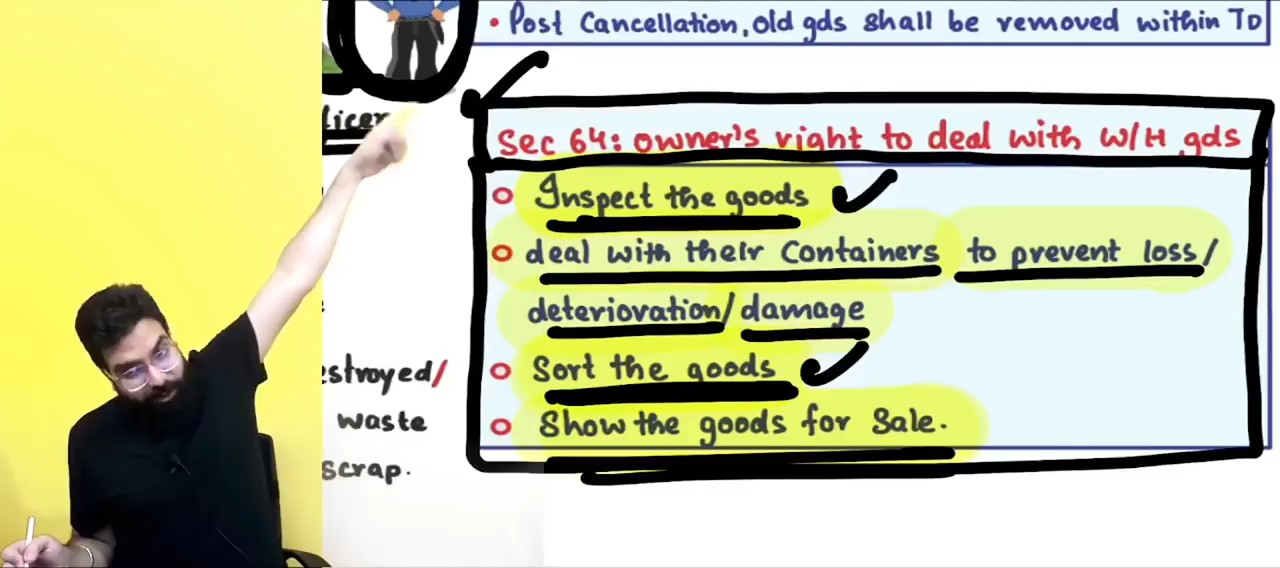 • Post Cancellation, old gds shall be removed within TD
Sec 64: owner's right to deal with W/H gds
Inspect the goods
deal with their Containers to prevent loss/
deterioration/damage
Sort the goods
Show the goods for Sale.
waste
scrap.